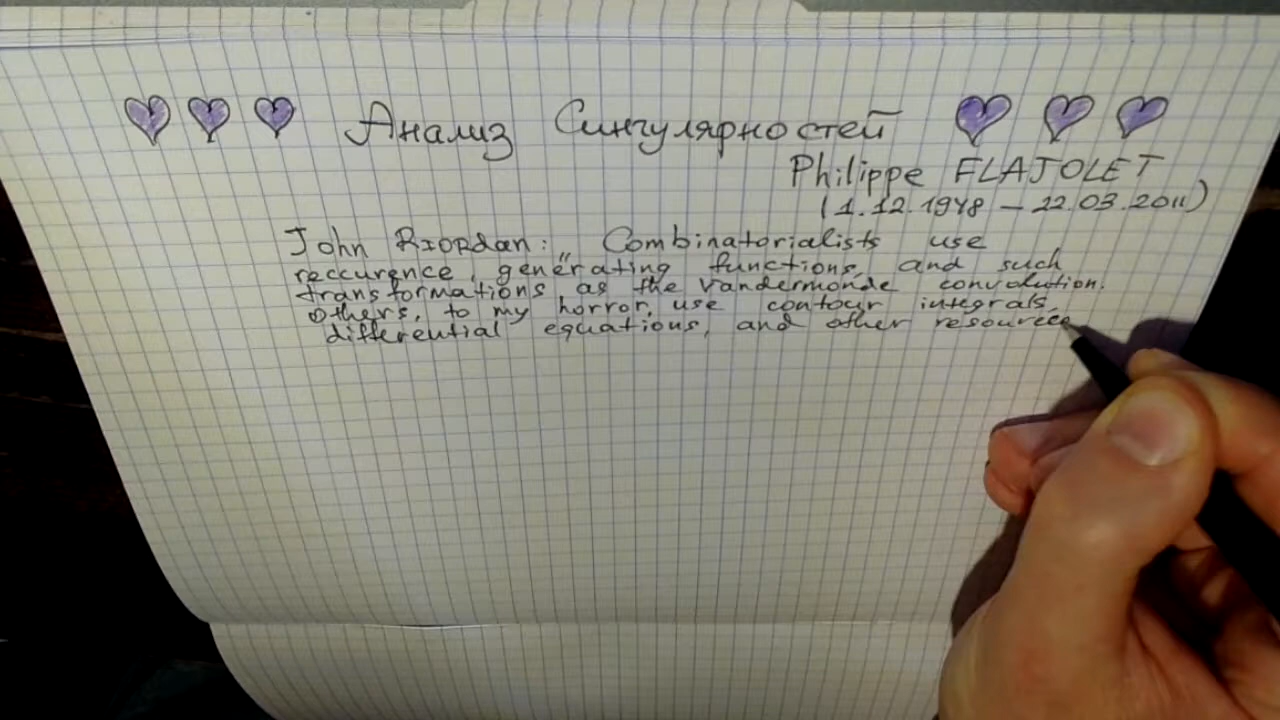 Анализ Сингулярностей
Philippe FLAJOLET
(1.12.1948 – 22.03.2011)
John Riordan: „Combinatorialists use
reccurence, generating functions, and such
transformations as the Vandermonde convolution.
Others, to my horror, use contour integrals,
differential equations, and other resources